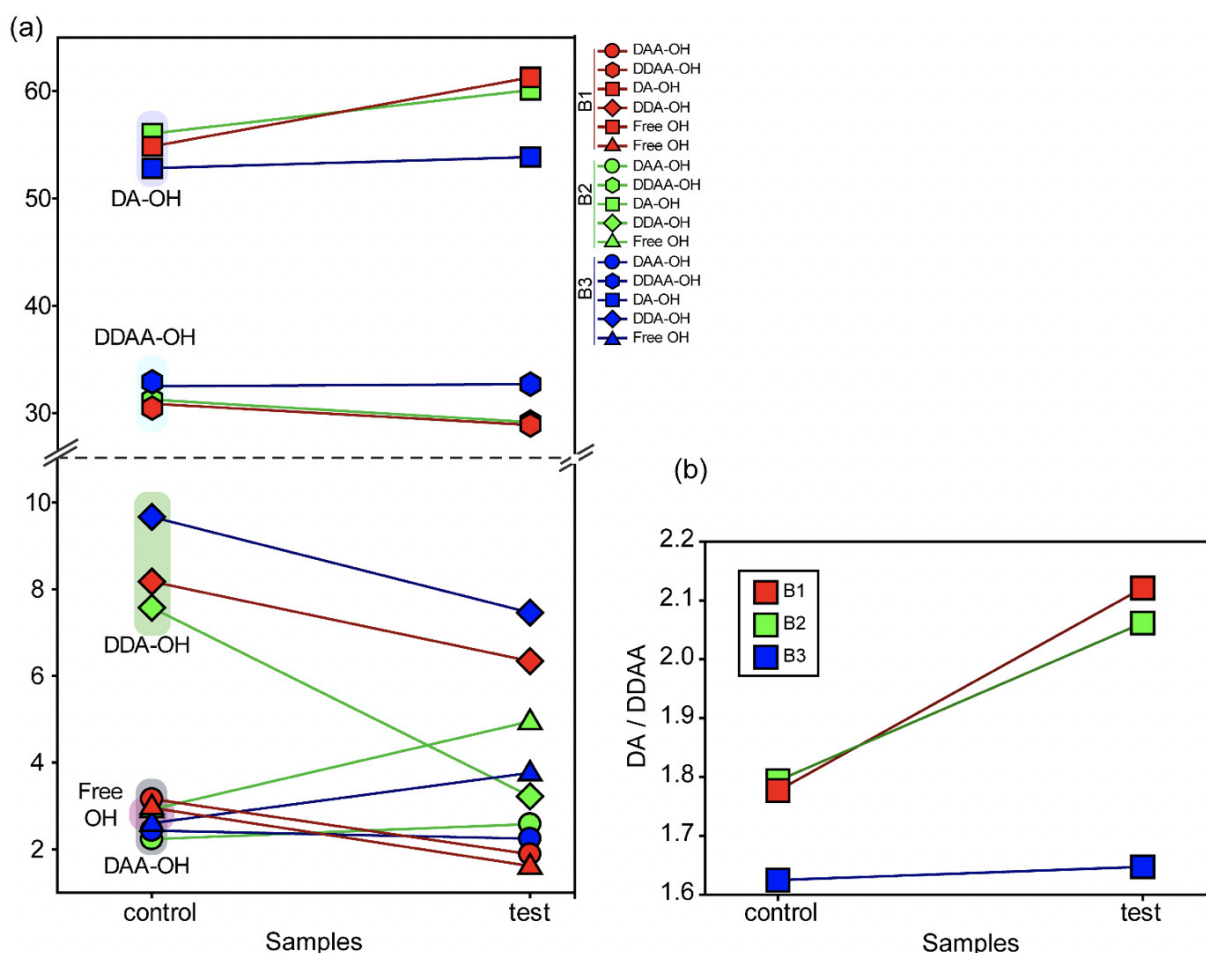 (a)
60
50
40
30
10
8
6
4
2
DA-OH
DDAA-OH
DDA-OH
Free
OH
DAA-OH
control
test
Samples
B1
DAA-OH
DDAA-OH
DA-OH
DDA-OH
Free OH
Free OH
B2
DAA-OH
DDAA-OH
DA-OH
DDA-OH
Free OH
B3
DAA-OH
DDAA-OH
DA-OH
DDA-OH
Free OH
(b)
DA / DDAA
2.2
2.1
2.0
1.9
1.8
1.7
1.6
B1
B2
B3
control
test
Samples